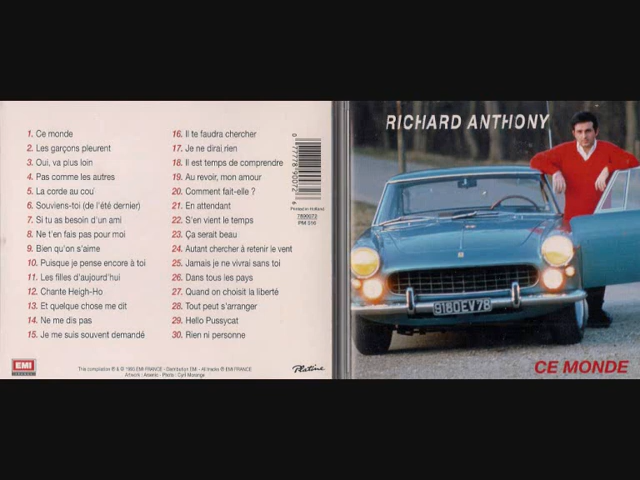 1. Ce monde
2. Les garçons pleurent
3. Oui, va plus loin
4. Pas comme les autres
5. La corde au cou
6. Souviens-toi (de l'été dernier)
7. Si tu as besoin d'un ami
8. Ne t'en fais pas pour moi
9. Bien qu'on s'aime
10. Puisque je pense encore à toi
11. Les filles d'aujourd'hui
12. Chante Heigh-Ho
13. Et quelque chose me dit
14. Ne me dis pas
15. Je me suis souvent demandé
16. Il te faudra chercher
17. Je ne dirai rien
18. Il est temps de comprendre
19. Au revoir, mon amour
20. Comment fait-elle ?
21. En attendant
22. S'en vient le temps
23. Ça serait beau
24. Autant chercher à retenir le vent
25. Jamais je ne vivrai sans toi
26. Dans tous les pays
27. Quand on choisit la liberté
28. Tout peut s'arranger
29. Hello Pussycat
30. Rien ni personne
EMI
Platine
RICHARD ANTHONY
9180EV78
CE MONDE